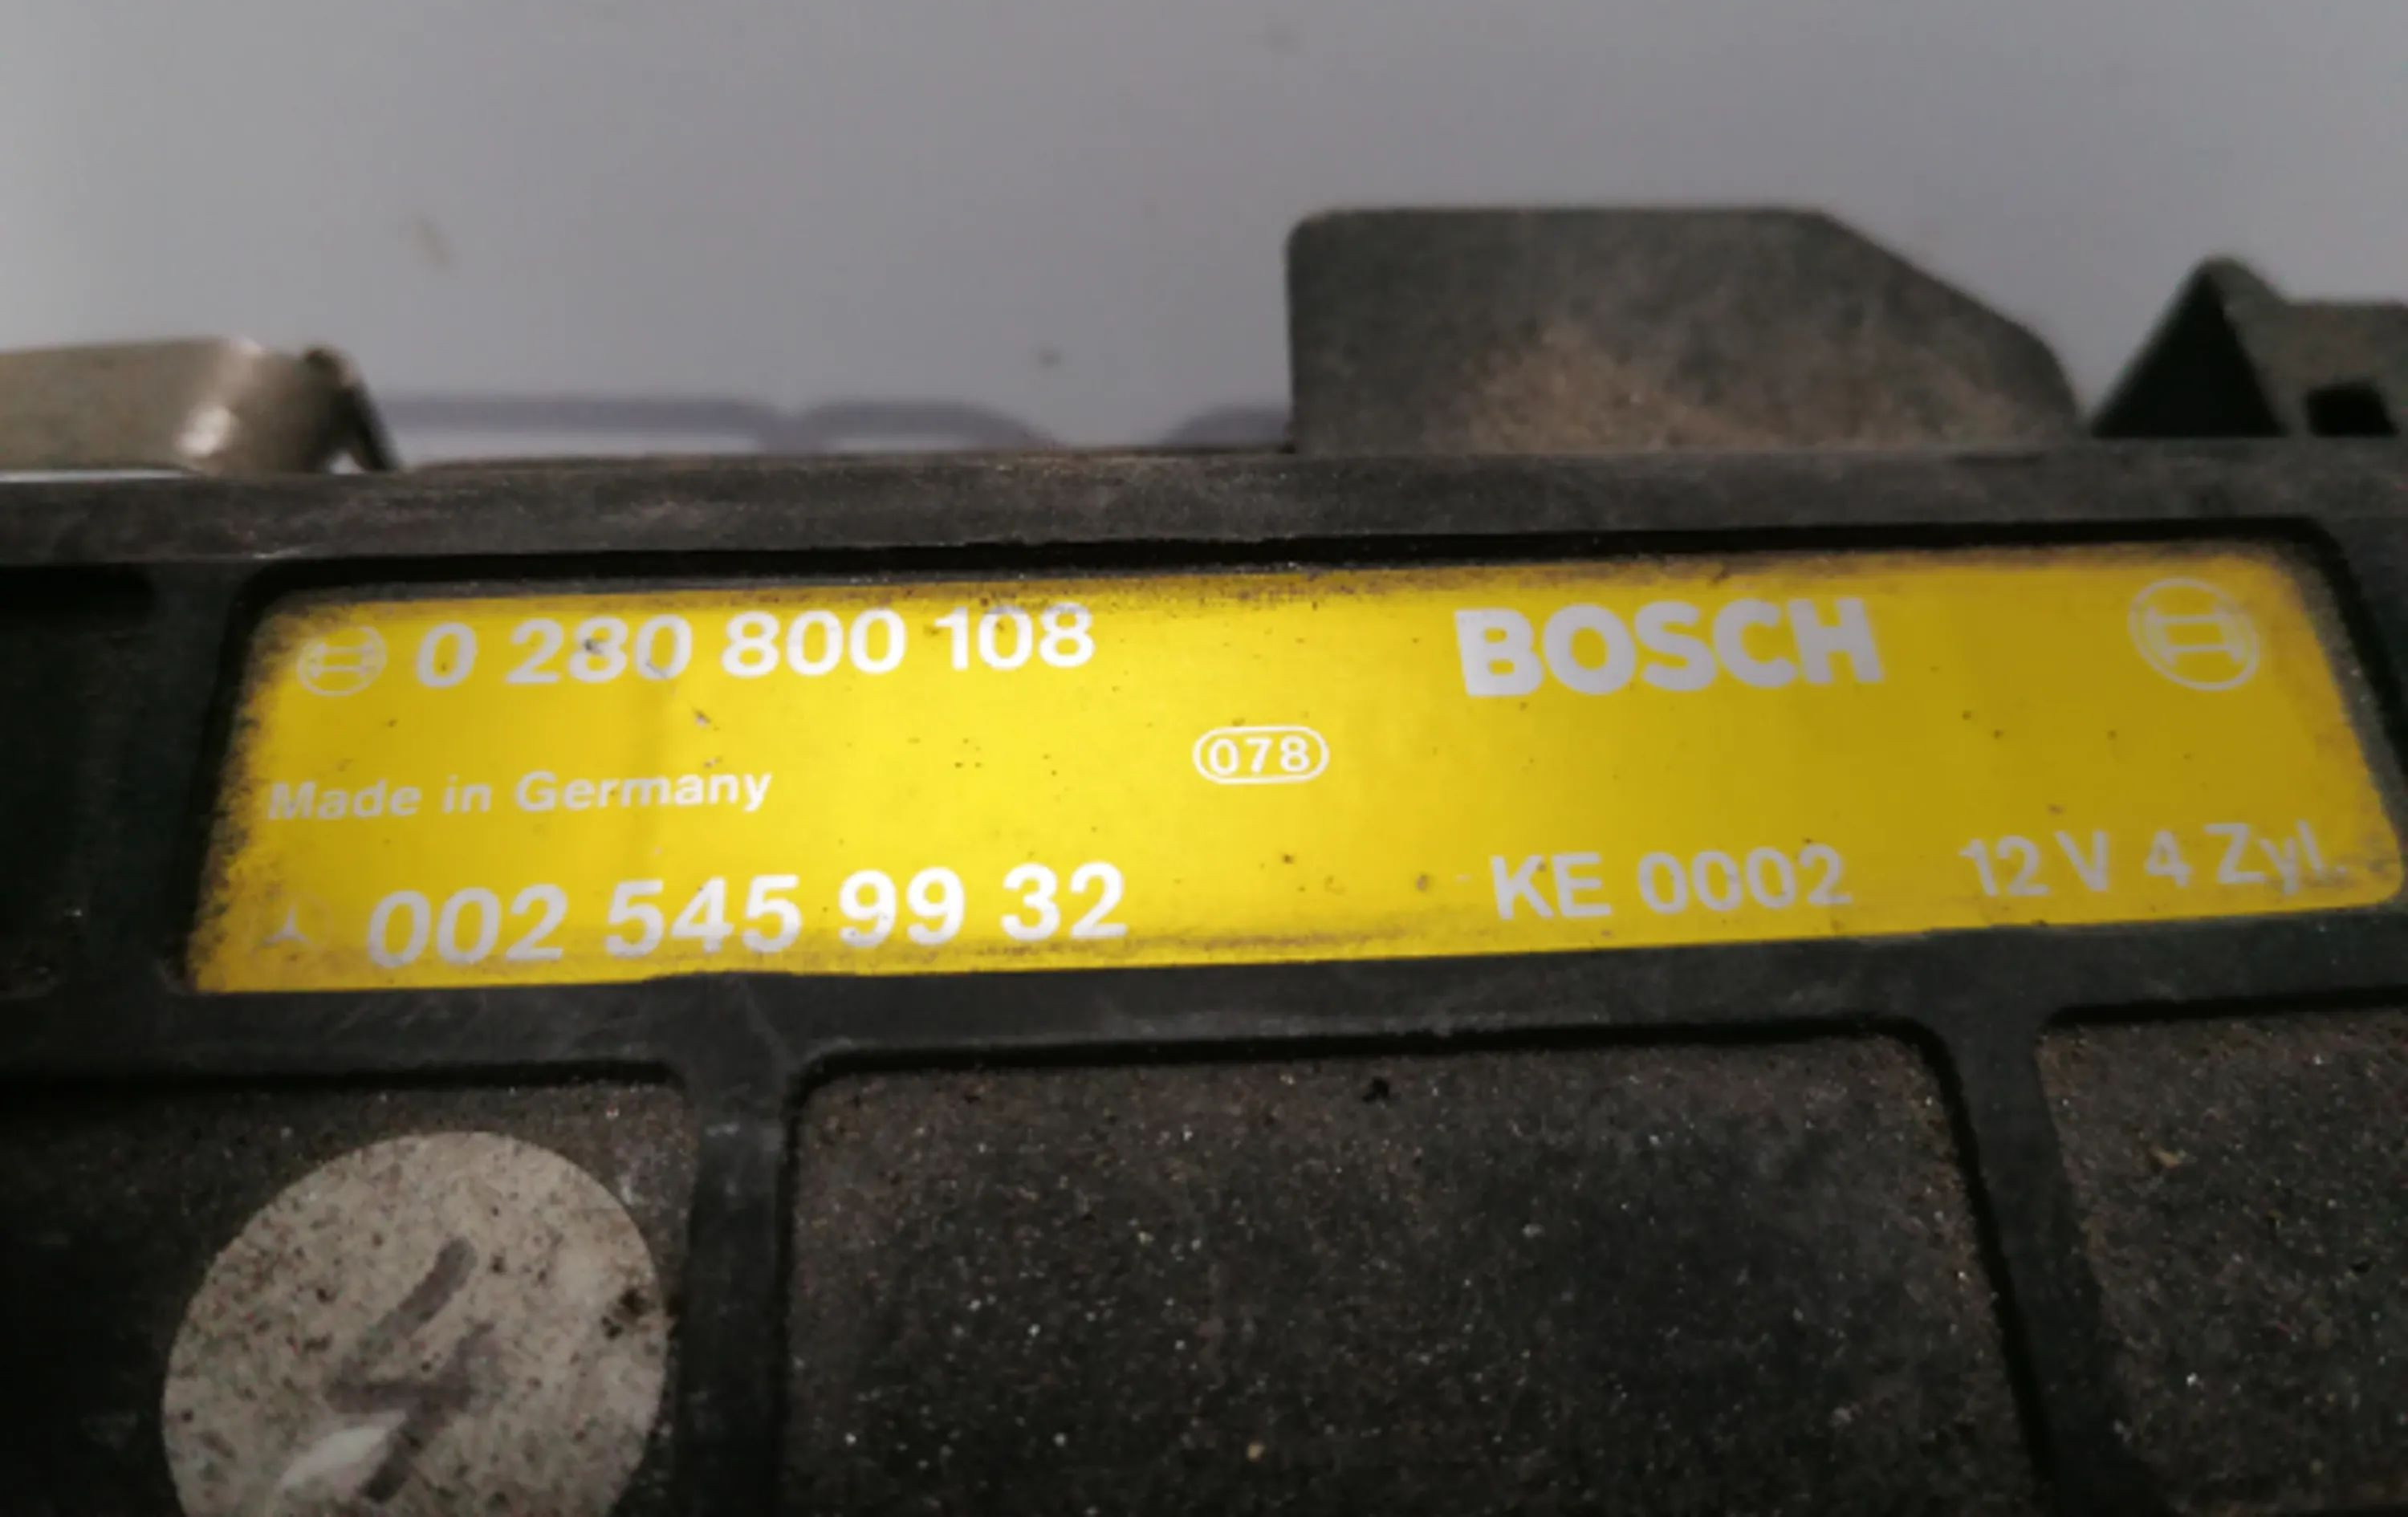 0 280 800 108 BOSCH
078
Made in Germany
002 545 99 32 KE 0002 12 V 4 Zyl.
4